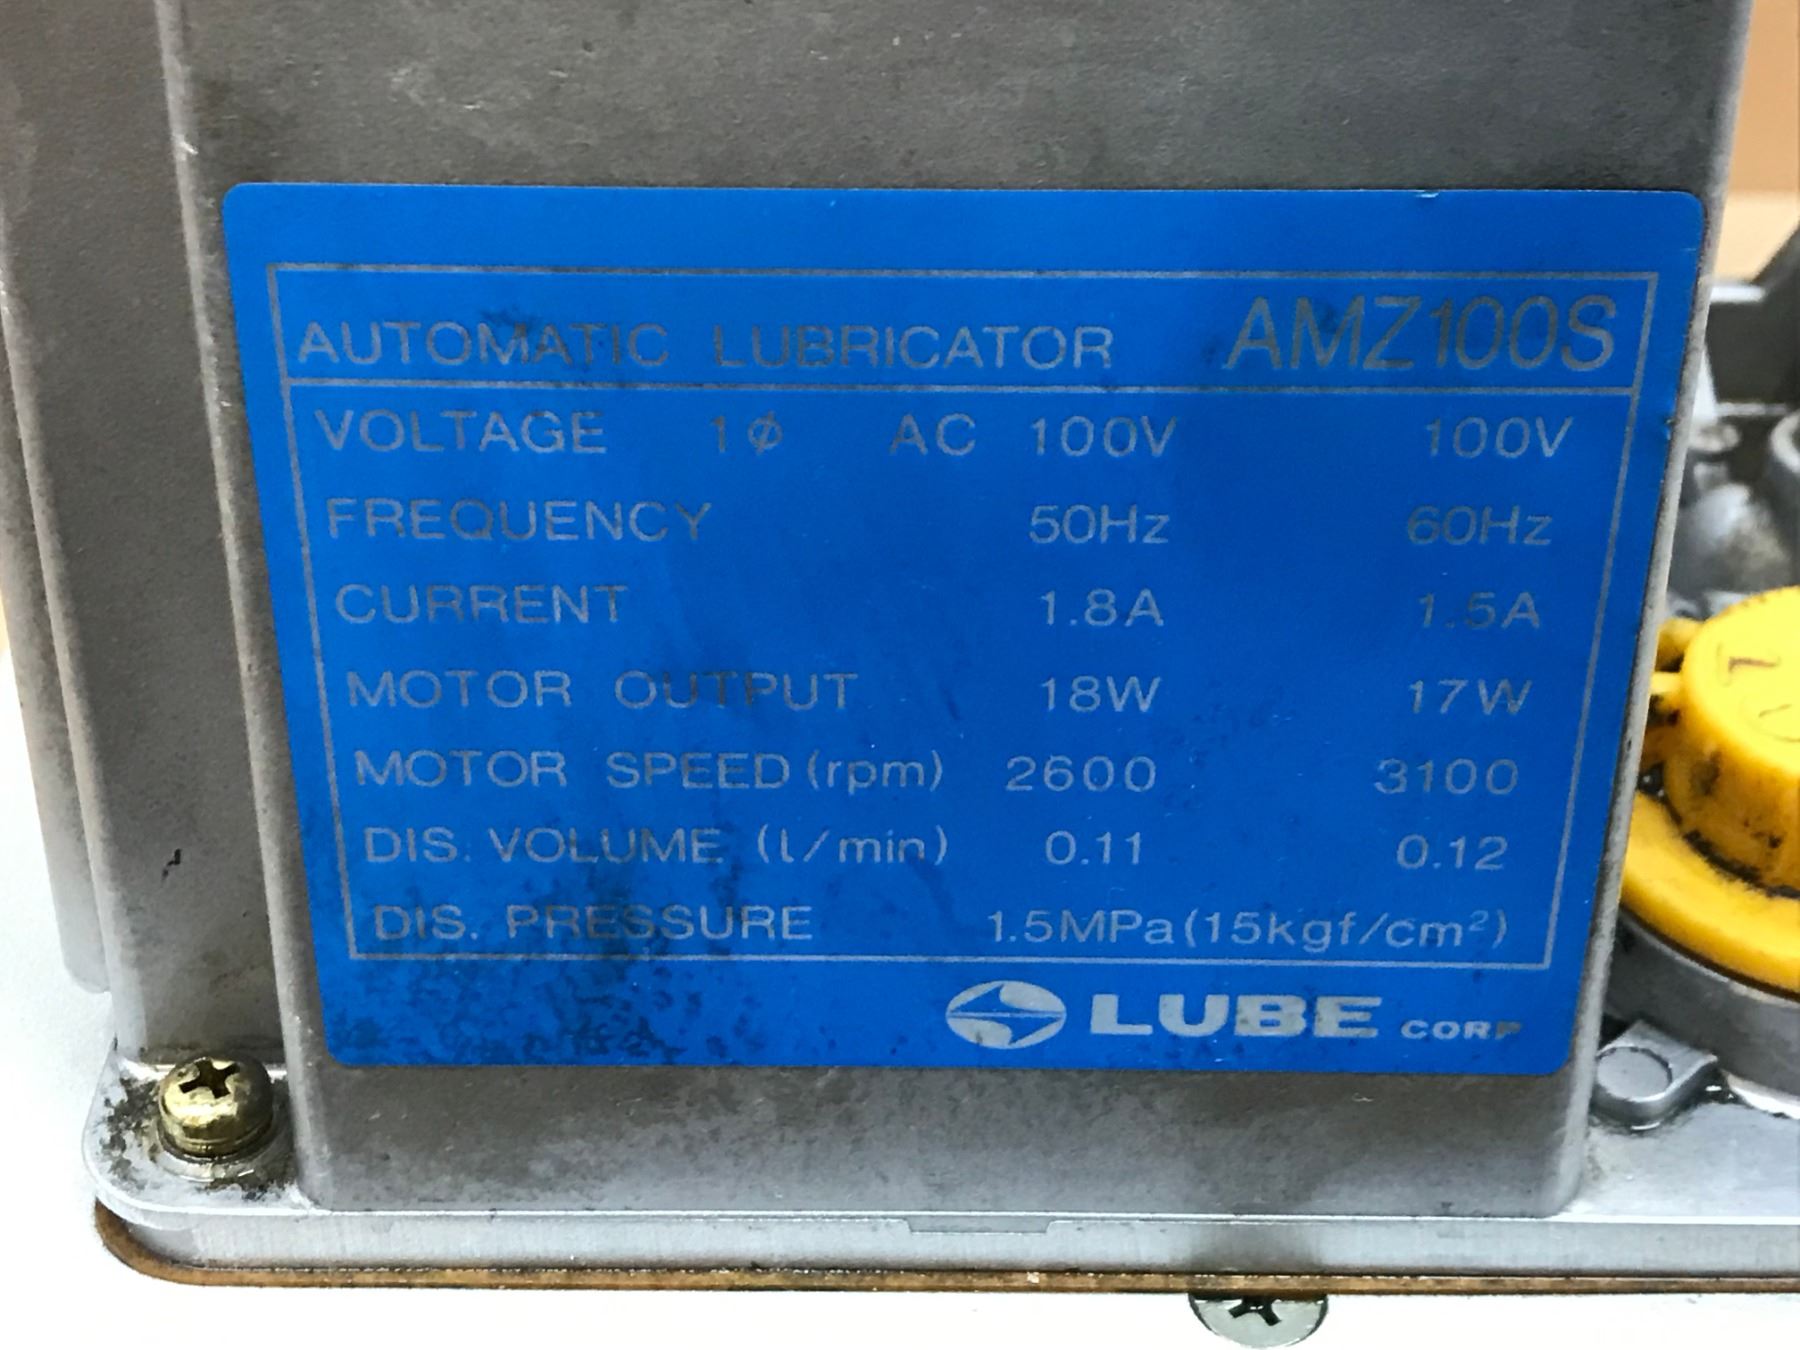 AUTOMATIC LUBRICATOR AMZ100S
VOLTAGE 1φ AC 100V 100V
FREQUENCY 50Hz 60Hz
CURRENT 1.8A 1.5A
MOTOR OUTPUT 18W 17W
MOTOR SPEED (rpm) 2600 3100
DIS. VOLUME (l/min) 0.11 0.12
DIS. PRESSURE 1.5MPa(15kgf/cm²)
LUBE CORP